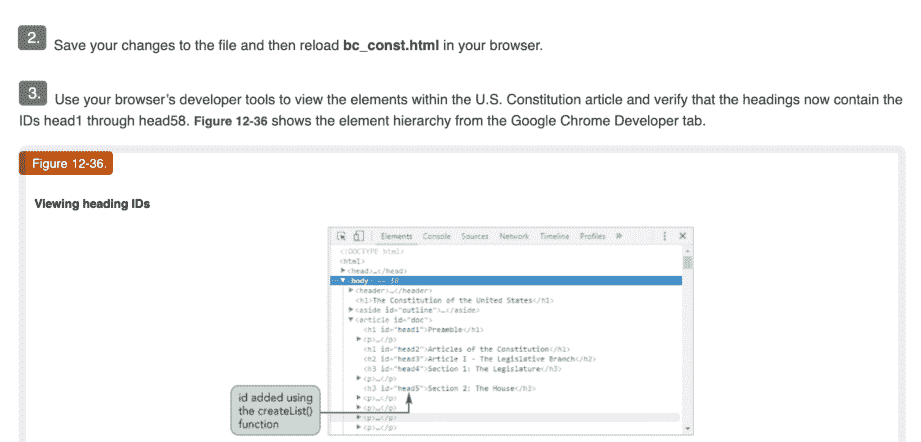 2.
Save your changes to the file and then reload bc_const.html in your browser.
3.
Use your browser's developer tools to view the elements within the U.S. Constitution article and verify that the headings now contain the
IDs head1 through head58. Figure 12-36 shows the element hierarchy from the Google Chrome Developer tab.
Figure 12-36.
Viewing heading IDs
Elements Console Sources Network Timeline Profiles »
<!DOCTYPE html>
<html>
▶<head>…</head>
▼ body -- $0
▶<header>…</header>
<h1>The Constitution of the United States</h1>
▶<aside id="outline">…</aside>
▼<article id="doc">
<h1 id="head1">Preamble</h1>
▶<p>…</p>
<h1 id="head2">Articles of the Constitution</h1>
<h2 id="head3">Article I - The Legislative Branch</h2>
<h3 id="head4">Section 1: The Legislature</h3>
▶<p>…</p>
<h3 id="head5">Section 2: The House</h3>
▶<p>…</p>
▶<p>…</p>
▶<p>…</p>
▶<p>…</p>
id added using
the createList()
function